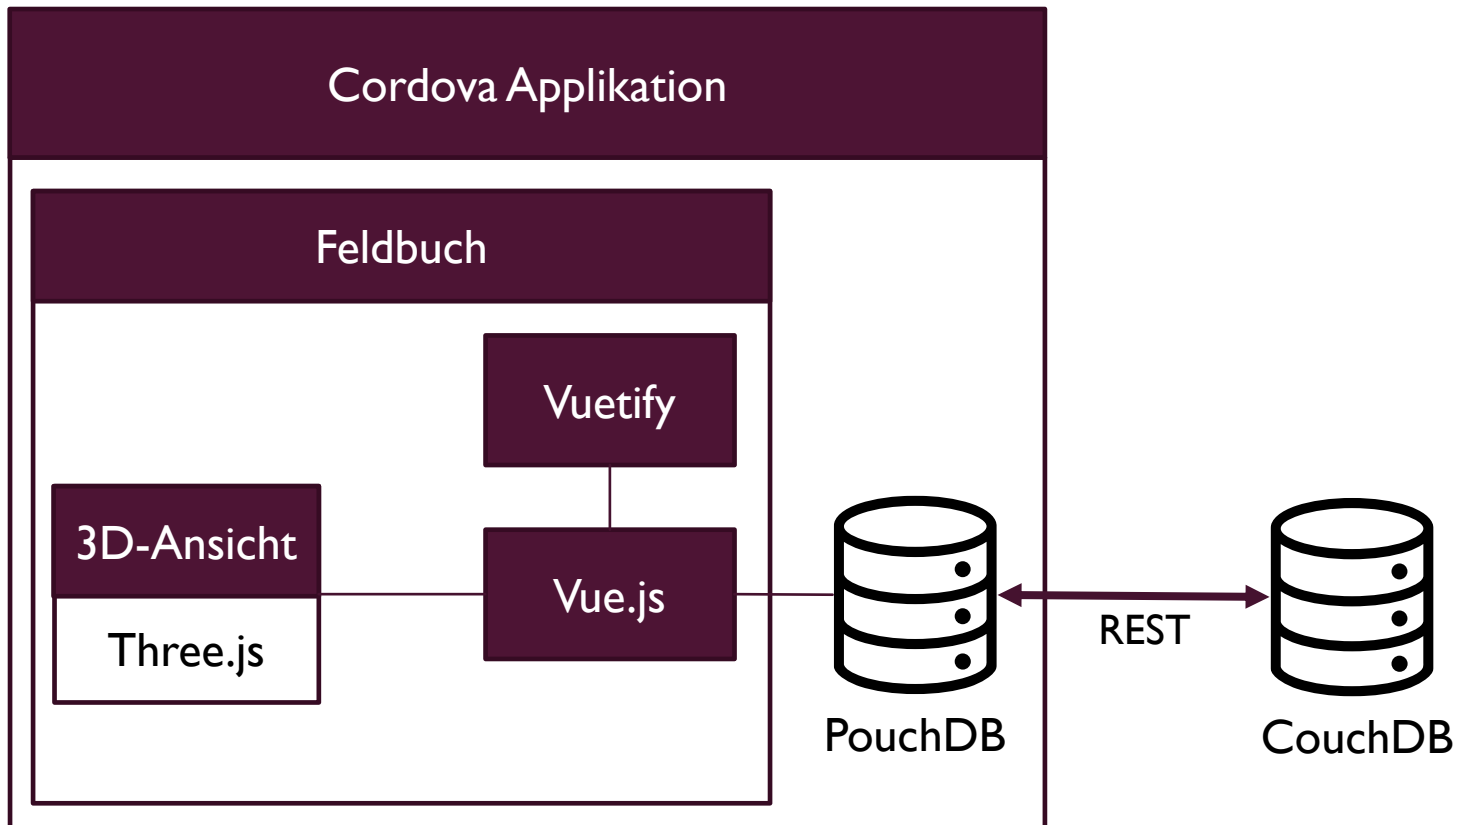 Cordova Applikation
Feldbuch
Vuetify
3D-Ansicht
Vue.js
Three.js
REST
PouchDB
CouchDB